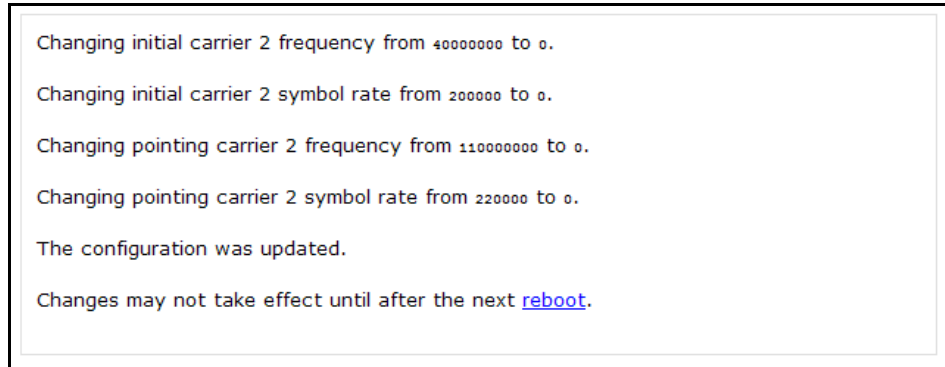 Changing initial carrier 2 frequency from 40000000 to 0.
Changing initial carrier 2 symbol rate from 200000 to 0.
Changing pointing carrier 2 frequency from 110000000 to 0.
Changing pointing carrier 2 symbol rate from 220000 to 0.
The configuration was updated.
Changes may not take effect until after the next reboot.